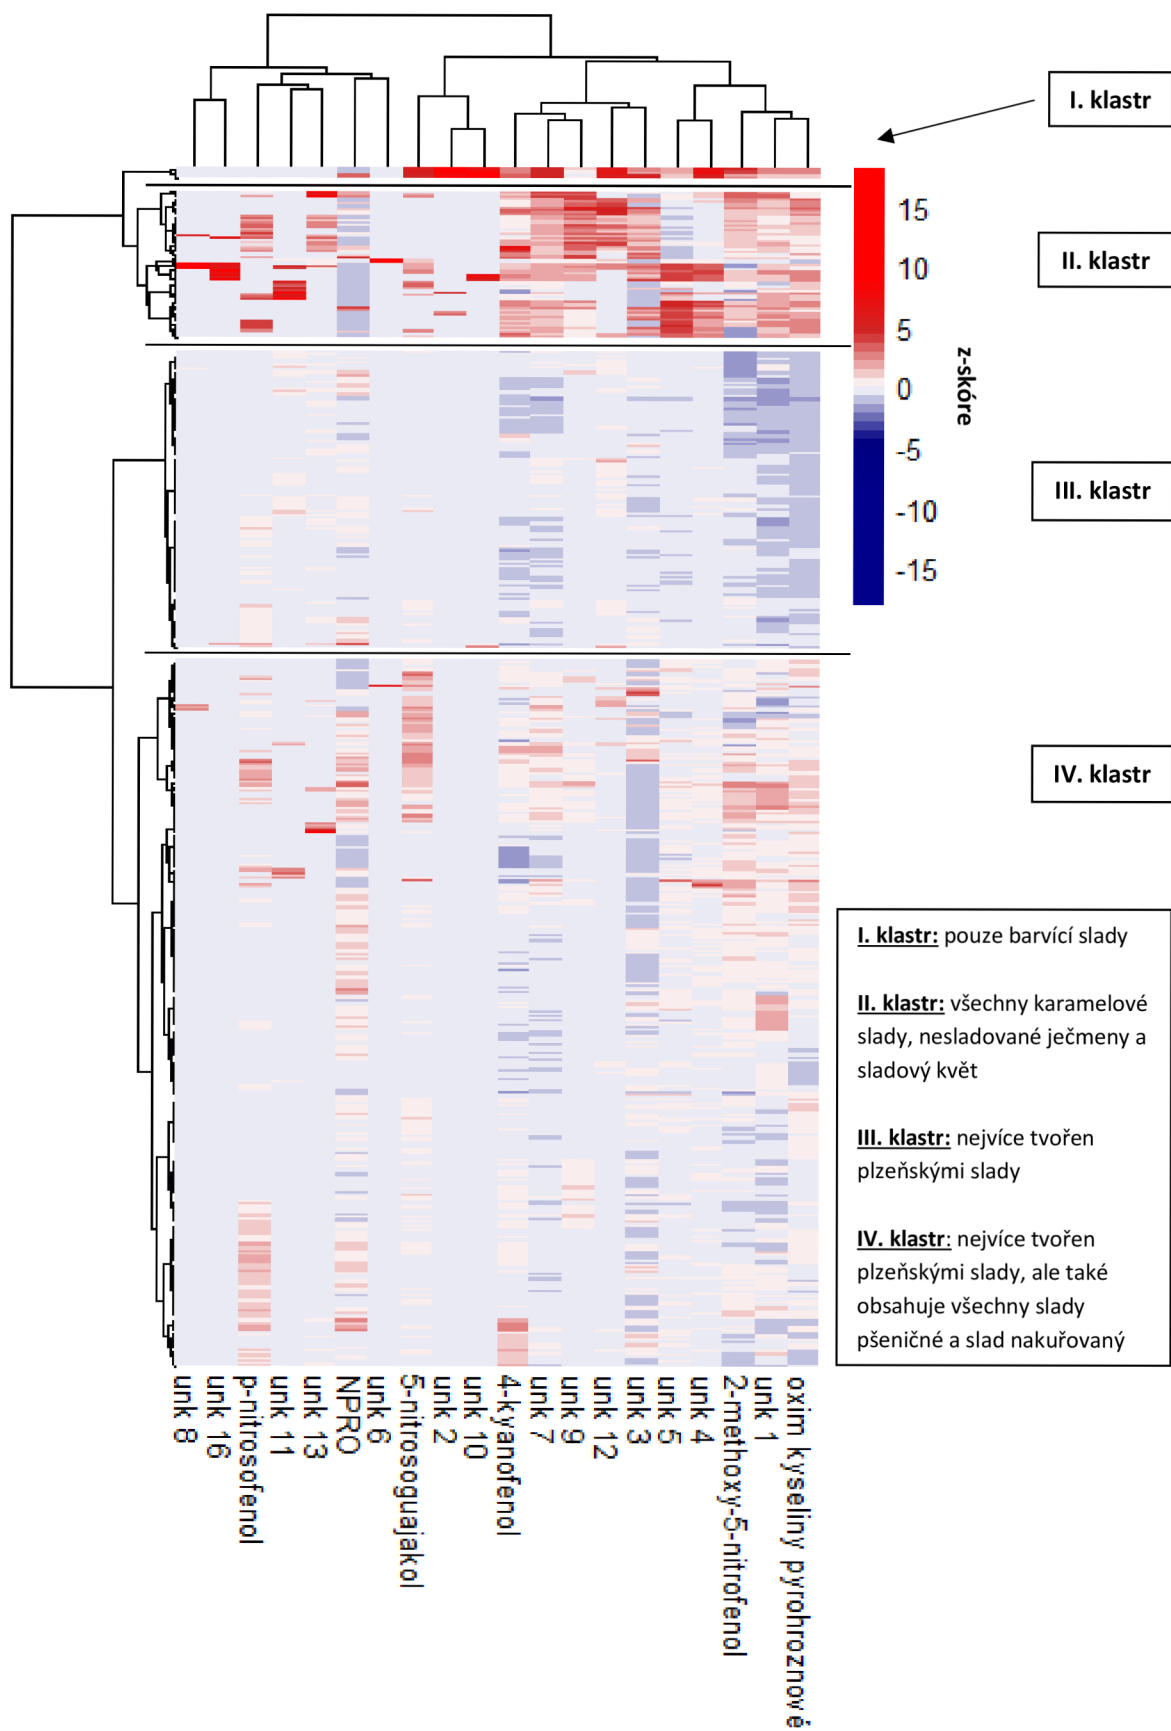 I. klastr
15
10
5
0
-5
-10
-15
z-skóre
II. klastr
III. klastr
IV. klastr
I. klastr: pouze barvící slady
II. klastr: všechny karamelové
slady, nesladované ječmeny a
sladový květ
III. klastr: nejvíce tvořen
plzeňskými slady
IV. klastr: nejvíce tvořen
plzeňskými slady, ale také
obsahuje všechny slady
pšeničné a slad nakuřovaný
unk 8
unk 16
p-nitrosofenol
unk 11
unk 13
NPRO
unk 6
5-nitrosoguajakol
unk 2
unk 10
4-kyanofenol
unk 7
unk 9
unk 12
unk 3
unk 5
unk 4
2-methoxy-5-nitrofenol
unk 1
oxim kyseliny pyrohroznové